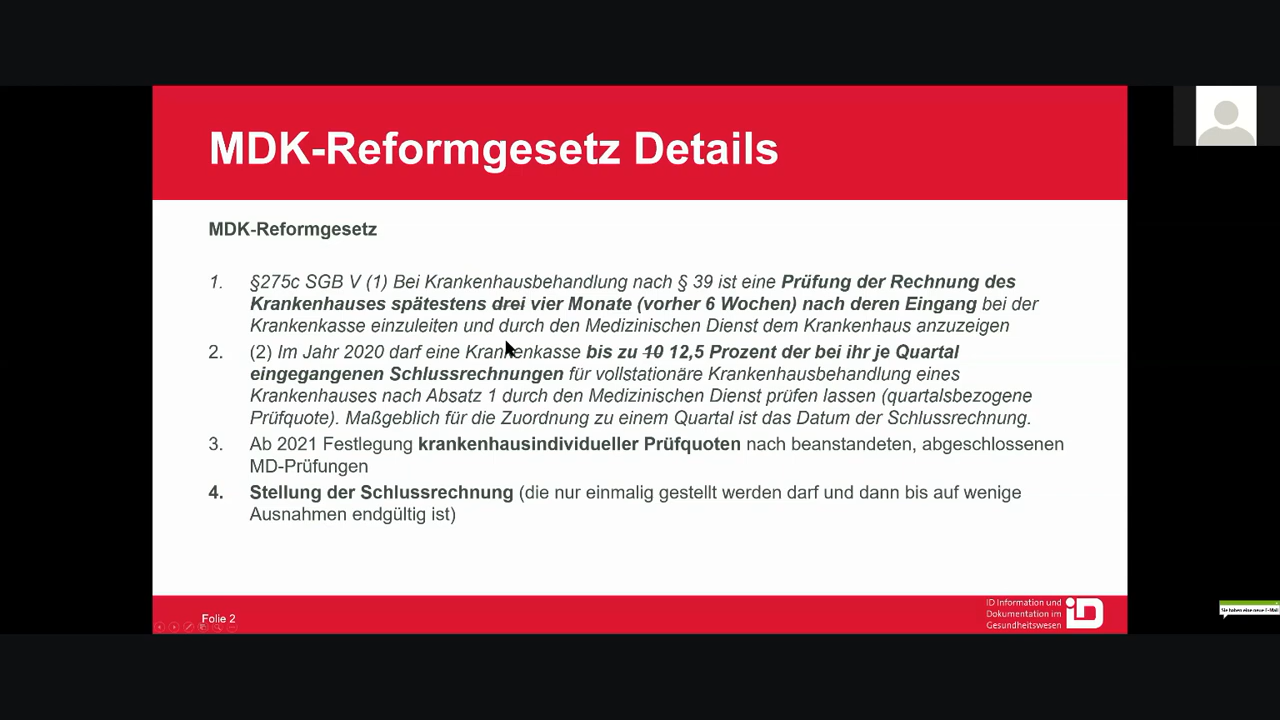 MDK-Reformgesetz Details
MDK-Reformgesetz
1. §275c SGB V (1) Bei Krankenhausbehandlung nach § 39 ist eine Prüfung der Rechnung des
Krankenhauses spätestens drei vier Monate (vorher 6 Wochen) nach deren Eingang bei der
Krankenkasse einzuleiten und durch den Medizinischen Dienst dem Krankenhaus anzuzeigen
2. (2) Im Jahr 2020 darf eine Krankenkasse bis zu 10 12,5 Prozent der bei ihr je Quartal
eingegangenen Schlussrechnungen für vollstationäre Krankenhausbehandlung eines
Krankenhauses nach Absatz 1 durch den Medizinischen Dienst prüfen lassen (quartalsbezogene
Prüfquote). Maßgeblich für die Zuordnung zu einem Quartal ist das Datum der Schlussrechnung.
3. Ab 2021 Festlegung krankenhausindividueller Prüfquoten nach beanstandeten, abgeschlossenen
MD-Prüfungen
4. Stellung der Schlussrechnung (die nur einmalig gestellt werden darf und dann bis auf wenige
Ausnahmen endgültig ist)
Folie 2
ID Information und
Dokumentation im
Gesundheitswesen
iD
Sie haben eine neue E-Mail